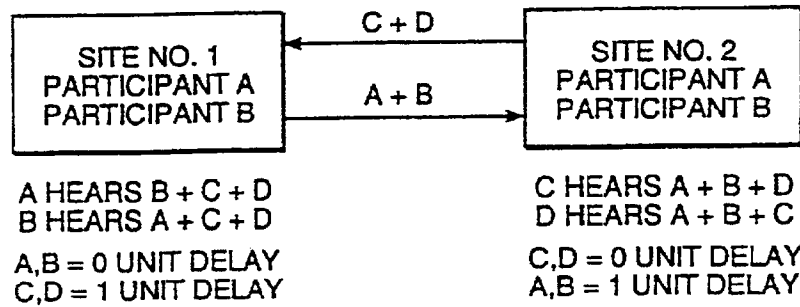 SITE NO. 1
PARTICIPANT A
PARTICIPANT B
C + D
A + B
SITE NO. 2
PARTICIPANT A
PARTICIPANT B
A HEARS B + C + D
B HEARS A + C + D
A,B = 0 UNIT DELAY
C,D = 1 UNIT DELAY
C HEARS A + B + D
D HEARS A + B + C
C,D = 0 UNIT DELAY
A,B = 1 UNIT DELAY